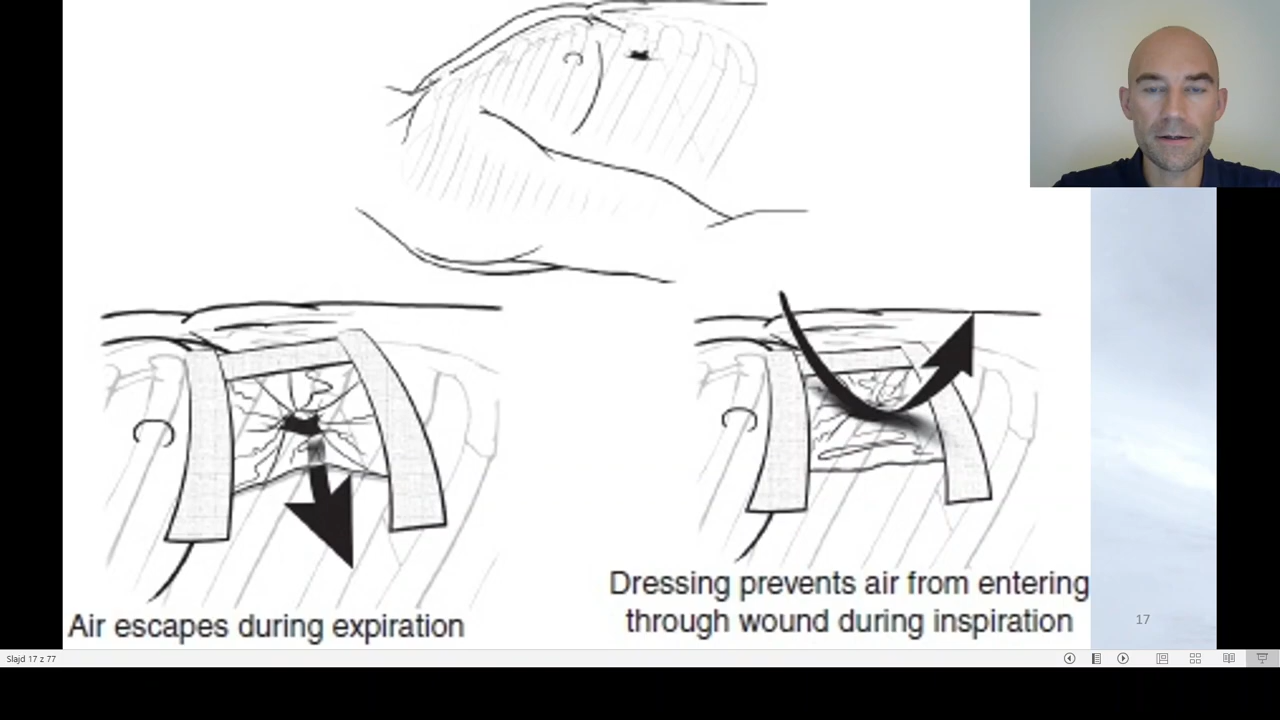 Air escapes during expiration
Dressing prevents air from entering
through wound during inspiration
17
Slajd 17 z 77